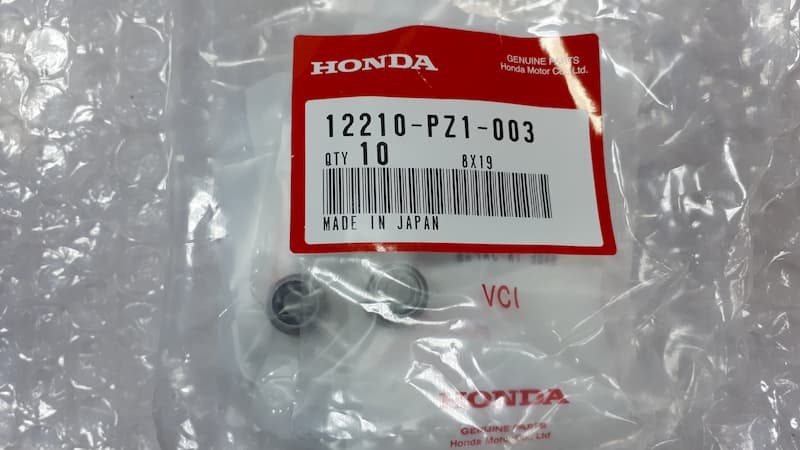 HONDA
GENUINE PARTS
Honda Motor Co., Ltd.
12210-PZ1-003
QTY 10 8X19
MADE IN JAPAN
VCI
HONDA
GENUINE PARTS
Honda Motor Co., Ltd